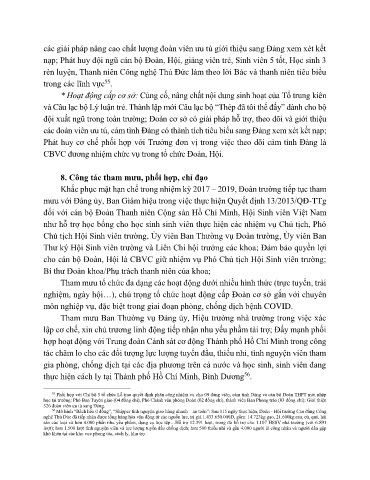 các giải pháp nâng cao chất lượng đoàn viên ưu tú giới thiệu sang Đảng xem xét kết
nạp; Phát huy đội ngũ cán bộ Đoàn, Hội, giảng viên trẻ, Sinh viên 5 tốt, Học sinh 3
rèn luyện, Thanh niên Công nghệ Thủ Đức làm theo lời Bác và thanh niên tiêu biểu
trong các lĩnh vực55.
* Hoạt động cấp cơ sở: Củng cố, nâng chất nội dung sinh hoạt của Tổ trung kiên
và Câu lạc bộ Lý luận trẻ. Thành lập mới Câu lạc bộ “Thép đã tôi thế đấy” dành cho bộ
đội xuất ngũ trong toàn trường; Đoàn cơ sở có giải pháp hỗ trợ, theo dõi và giới thiệu
các đoàn viên ưu tú, cảm tình Đảng có thành tích tiêu biểu sang Đảng xem xét kết nạp;
Phát huy cơ chế phối hợp với Trưởng đơn vị trong việc theo dõi cảm tình Đảng là
CBVC đương nhiệm chức vụ trong tổ chức Đoàn, Hội.
8. Công tác tham mưu, phối hợp, chỉ đạo
Khắc phục mặt hạn chế trong nhiệm kỳ 2017 – 2019, Đoàn trường tiếp tục tham
mưu với Đảng ủy, Ban Giám hiệu trong việc thực hiện Quyết định 13/2013/QĐ-TTg
đối với cán bộ Đoàn Thanh niên Cộng sản Hồ Chí Minh, Hội Sinh viên Việt Nam
như hỗ trợ học bổng cho học sinh sinh viên thực hiện các nhiệm vụ Chủ tịch, Phó
Chủ tịch Hội Sinh viên trường, Ủy viên Ban Thường vụ Đoàn trường, Ủy viên Ban
Thư ký Hội Sinh viên trường và Liên Chi hội trưởng các khoa; Đảm bảo quyền lợi
cho cán bộ Đoàn, Hội là CBVC giữ nhiệm vụ Phó Chủ tịch Hội Sinh viên trường;
Bí thư Đoàn khoa/Phụ trách thanh niên của khoa;
Tham mưu tổ chức đa dạng các hoạt động dưới nhiều hình thức (trực tuyến, trải
nghiệm, ngày hội…), chú trọng tổ chức hoạt động cấp Đoàn cơ sở gắn với chuyên
môn nghiệp vụ, đặc biệt trong giai đoạn phòng, chống dịch bệnh COVID.
Tham mưu Ban Thường vụ Đảng ủy, Hiệu trưởng nhà trường trong việc xác
lập cơ chế, xin chủ trương linh động tiếp nhận nhu yếu phẩm tài trợ; Đẩy mạnh phối
hợp hoạt động với Trung đoàn Cảnh sát cơ động Thành phố Hồ Chí Minh trong công
tác chăm lo cho các đối tượng lực lượng tuyến đầu, thiếu nhi, tình nguyện viên tham
gia phòng, chống dịch tại các địa phương trên cả nước và học sinh, sinh viên đang
thực hiện cách ly tại Thành phố Hồ Chí Minh, Bình Dương56.